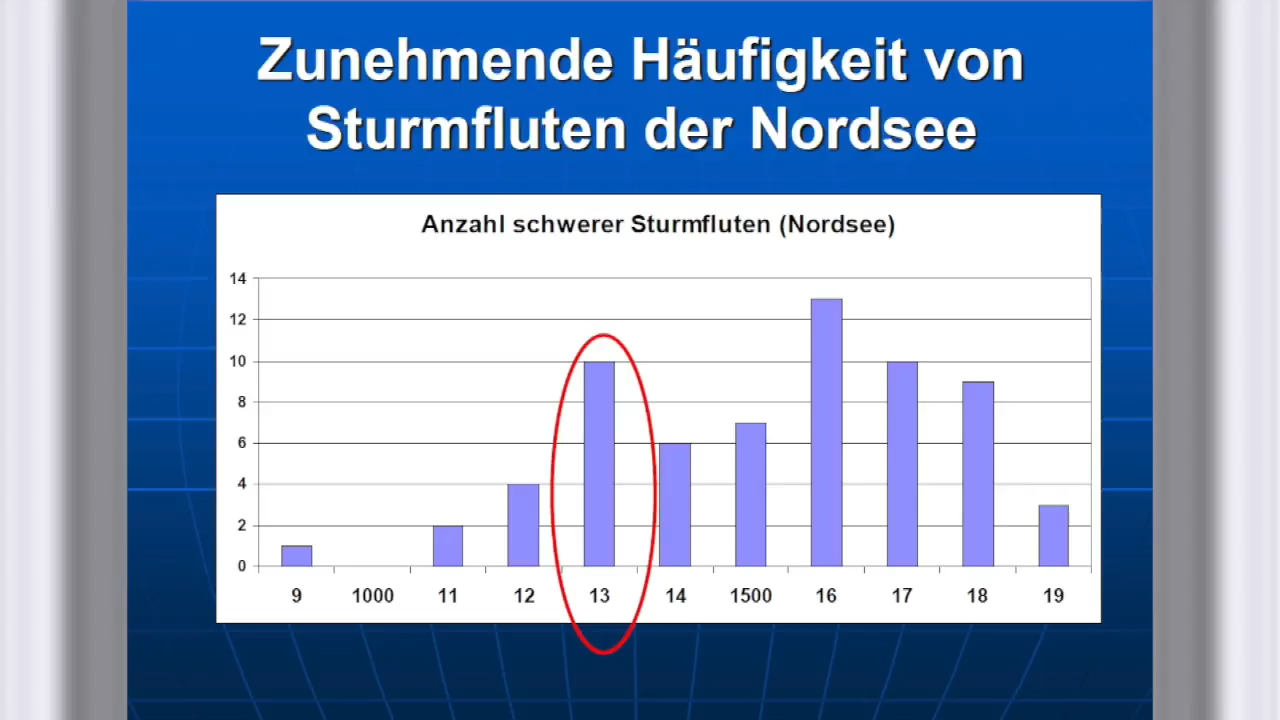 Zunehmende Häufigkeit von
Sturmfluten der Nordsee
Anzahl schwerer Sturmfluten (Nordsee)
14
12
10
8
6
4
2
0
9 1000 11 12 13 14 1500 16 17 18 19